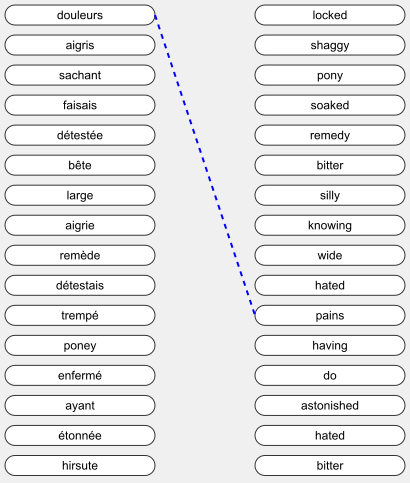 douleurs locked
aigris shaggy
sachant pony
faisais soaked
détestée remedy
bête bitter
large silly
aigrie knowing
remède wide
détestais hated
trempé pains
poney having
enfermé do
ayant astonished
étonnée hated
hirsute bitter